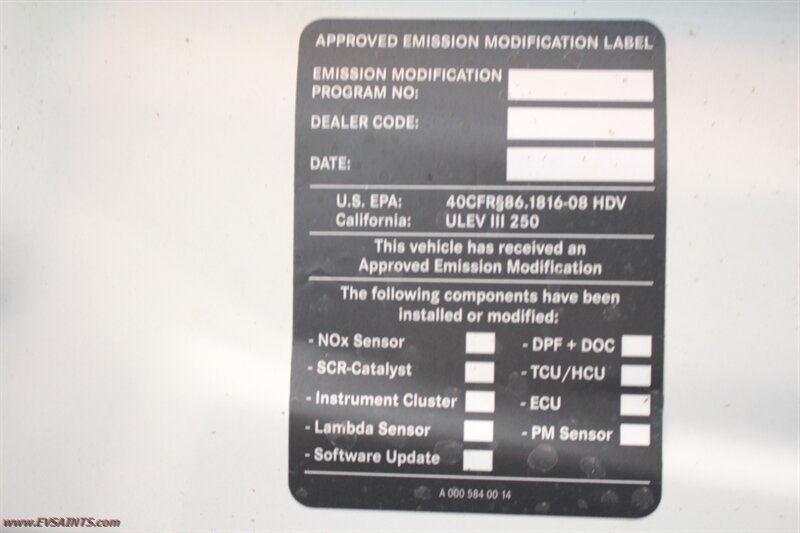 APPROVED EMISSION MODIFICATION LABEL
EMISSION MODIFICATION
PROGRAM NO:
DEALER CODE:
DATE:
U.S. EPA: 40CFR§86.1816-08 HDV
California: ULEV III 250
This vehicle has received an
Approved Emission Modification
The following components have been
installed or modified:
- NOx Sensor - DPF + DOC
- SCR-Catalyst - TCU/HCU
- Instrument Cluster - ECU
- Lambda Sensor - PM Sensor
- Software Update
A 000 584 00 14
www.EVSAINTS.com